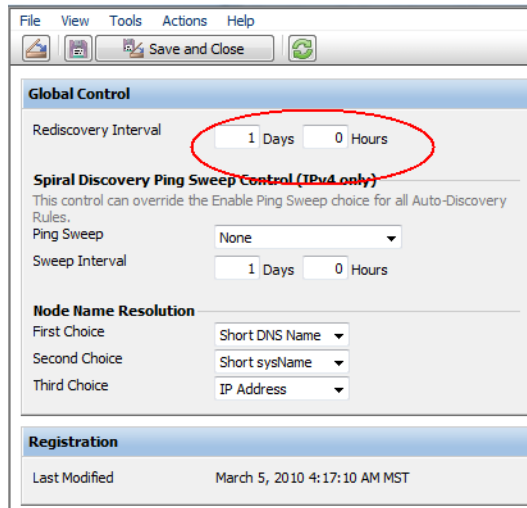 File View Tools Actions Help
Save and Close
Global Control
Rediscovery Interval 1 Days 0 Hours
Spiral Discovery Ping Sweep Control (IPv4 only)
This control can override the Enable Ping Sweep choice for all Auto-Discovery
Rules.
Ping Sweep None
Sweep Interval 1 Days 0 Hours
Node Name Resolution
First Choice Short DNS Name
Second Choice Short sysName
Third Choice IP Address
Registration
Last Modified March 5, 2010 4:17:10 AM MST